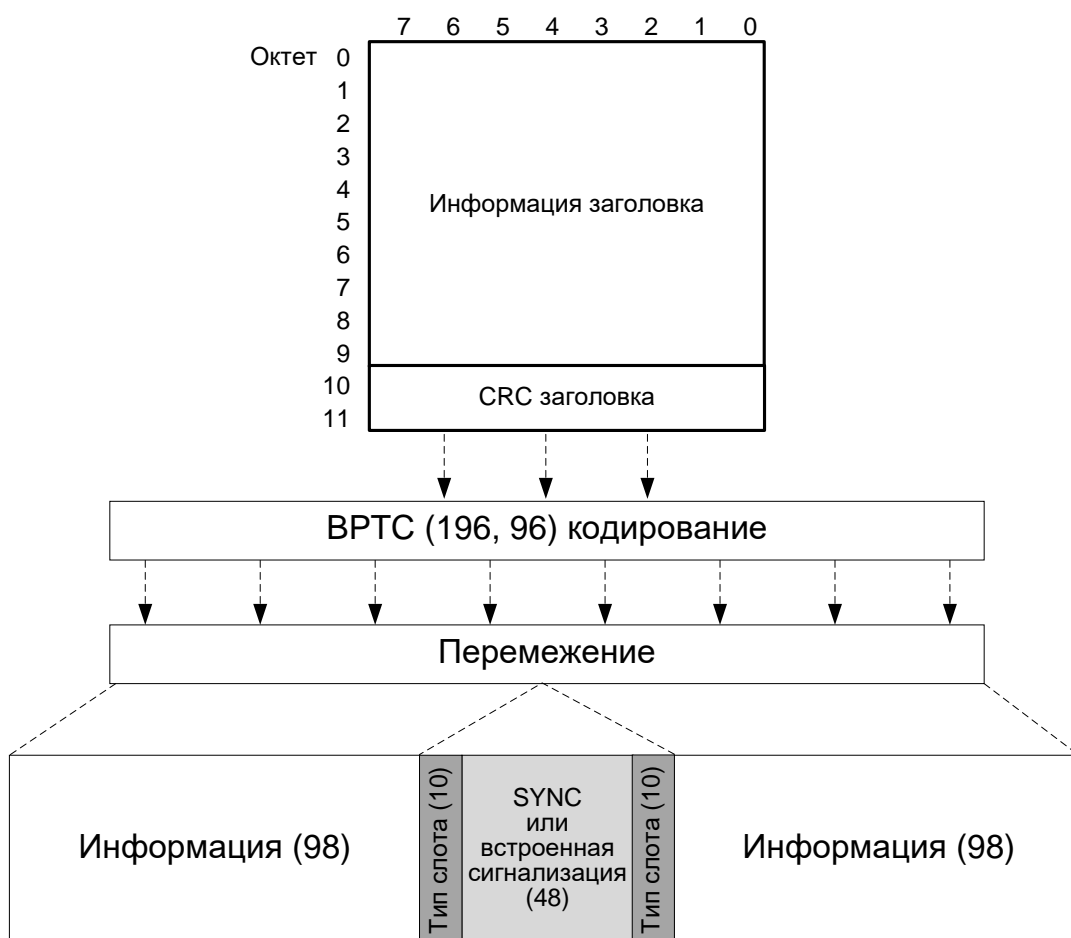 7 6 5 4 3 2 1 0
Октет 0
1
2
3
4
5
6
7
8
9
10
11
Информация заголовка
CRC заголовка
BPTC (196, 96) кодирование
Перемежение
Информация (98)
Тип слота (10)
SYNC
или
встроенная
сигнализация
(48)
Тип слота (10)
Информация (98)